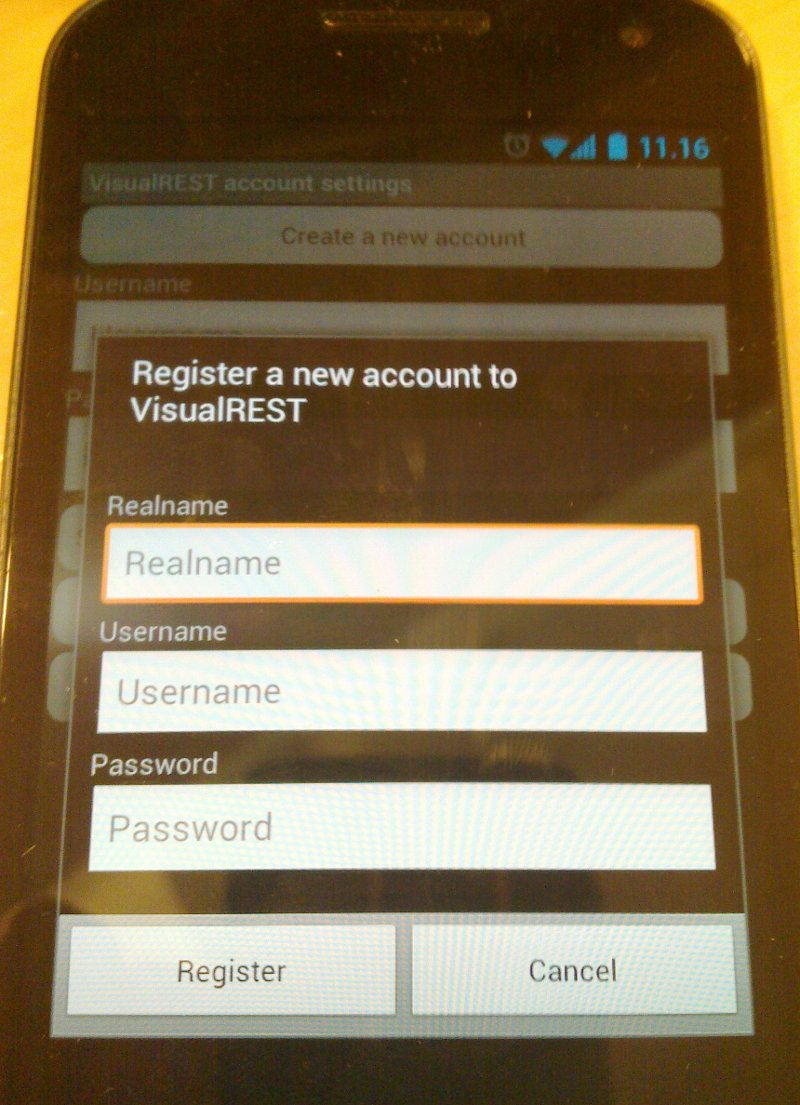 11.16
VisualREST account settings
Create a new account
Username
Register a new account to
VisualREST
Realname
Realname
Username
Username
Password
Password
Register
Cancel